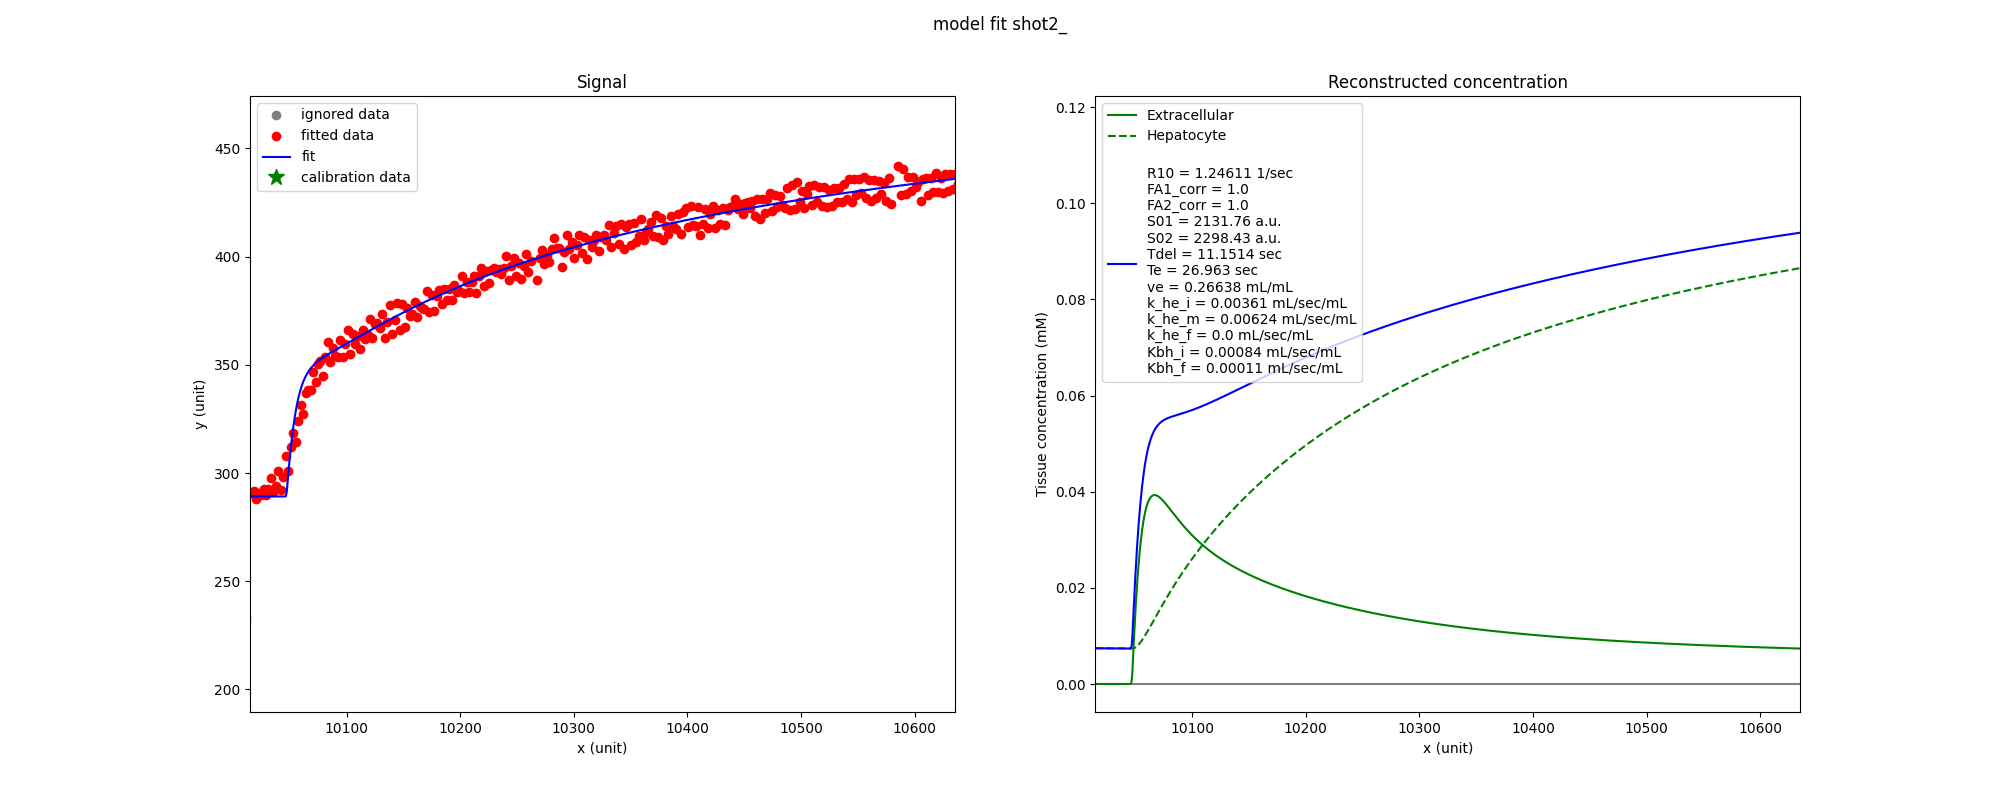 model fit shot2_
Signal
ignored data
fitted data
fit
calibration data
450
400
350
300
250
200
y (unit)
10100 10200 10300 10400 10500 10600
x (unit)
Reconstructed concentration
Extracellular
Hepatocyte
R10 = 1.24611 1/sec
FA1_corr = 1.0
FA2_corr = 1.0
S01 = 2131.76 a.u.
S02 = 2298.43 a.u.
Tdel = 11.1514 sec
Te = 26.963 sec
ve = 0.26638 mL/mL
k_he_i = 0.00361 mL/sec/mL
k_he_m = 0.00624 mL/sec/mL
k_he_f = 0.0 mL/sec/mL
Kbh_i = 0.00084 mL/sec/mL
Kbh_f = 0.00011 mL/sec/mL
0.12
0.10
0.08
0.06
0.04
0.02
0.00
Tissue concentration (mM)
10100 10200 10300 10400 10500 10600
x (unit)